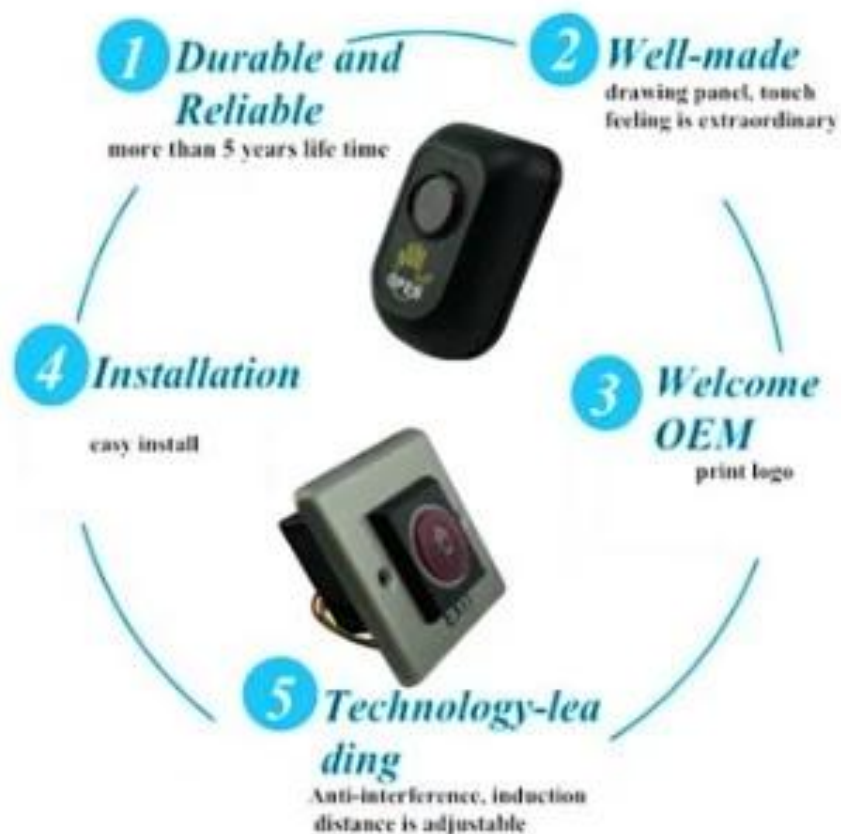 1 Durable and
Reliable
more than 5 years life time
2 Well-made
drawing panel, touch
feeling is extraordinary
OPEN
4 Installation
easy install
3 Welcome
OEM
print logo
EXIT
5 Technology-lea
ding
Anti-interference, induction
distance is adjustable